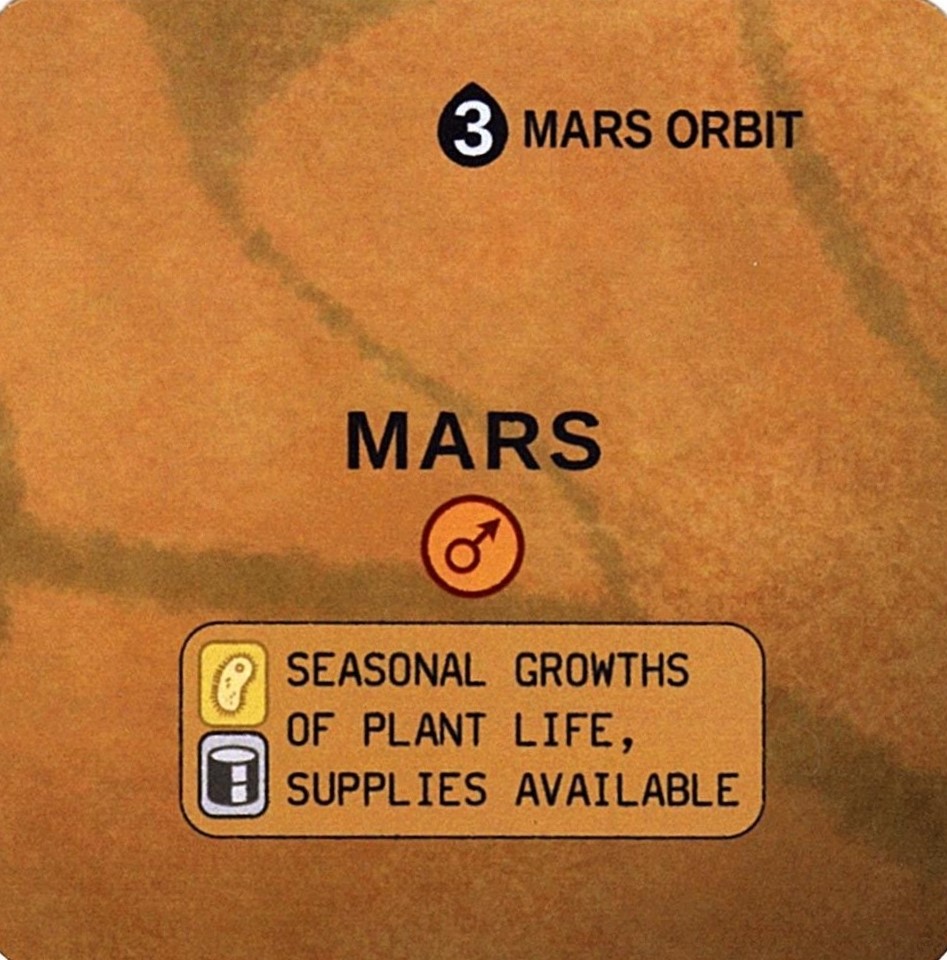 3 MARS ORBIT
MARS
SEASONAL GROWTHS
OF PLANT LIFE,
SUPPLIES AVAILABLE